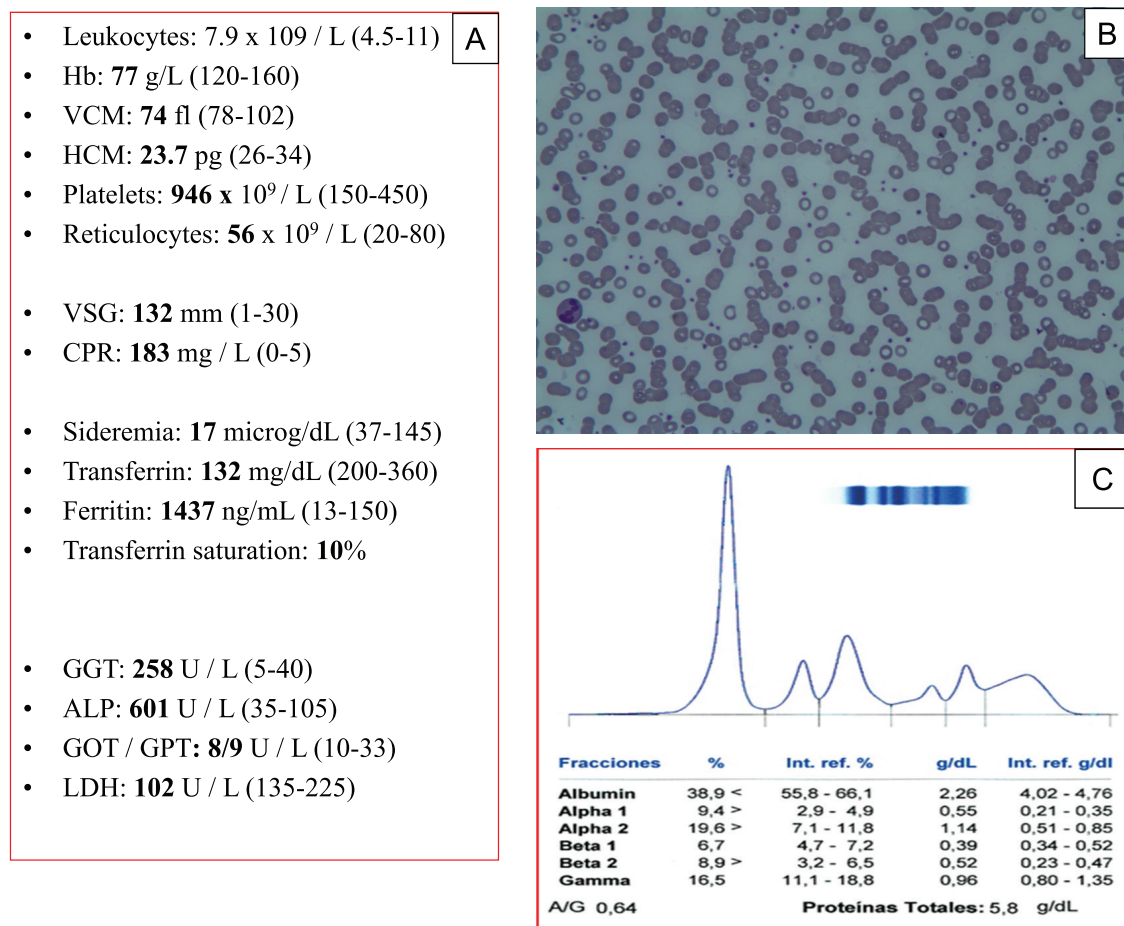 A
• Leukocytes: 7.9 x 109 / L (4.5-11)
• Hb: 77 g/L (120-160)
• VCM: 74 fl (78-102)
• HCM: 23.7 pg (26-34)
• Platelets: 946 x 10⁹ / L (150-450)
• Reticulocytes: 56 x 10⁹ / L (20-80)
• VSG: 132 mm (1-30)
• CPR: 183 mg / L (0-5)
• Sideremia: 17 microg/dL (37-145)
• Transferrin: 132 mg/dL (200-360)
• Ferritin: 1437 ng/mL (13-150)
• Transferrin saturation: 10%
• GGT: 258 U / L (5-40)
• ALP: 601 U / L (35-105)
• GOT / GPT: 8/9 U / L (10-33)
• LDH: 102 U / L (135-225)
B
C
Fracciones % Int. ref. % g/dL Int. ref. g/dl
Albumin 38,9 < 55,8 - 66,1 2,26 4,02 - 4,76
Alpha 1 9,4 > 2,9 - 4,9 0,55 0,21 - 0,35
Alpha 2 19,6 > 7,1 - 11,8 1,14 0,51 - 0,85
Beta 1 6,7 4,7 - 7,2 0,39 0,34 - 0,52
Beta 2 8,9 > 3,2 - 6,5 0,52 0,23 - 0,47
Gamma 16,5 11,1 - 18,8 0,96 0,80 - 1,35
A/G 0,64 Proteínas Totales: 5,8 g/dL